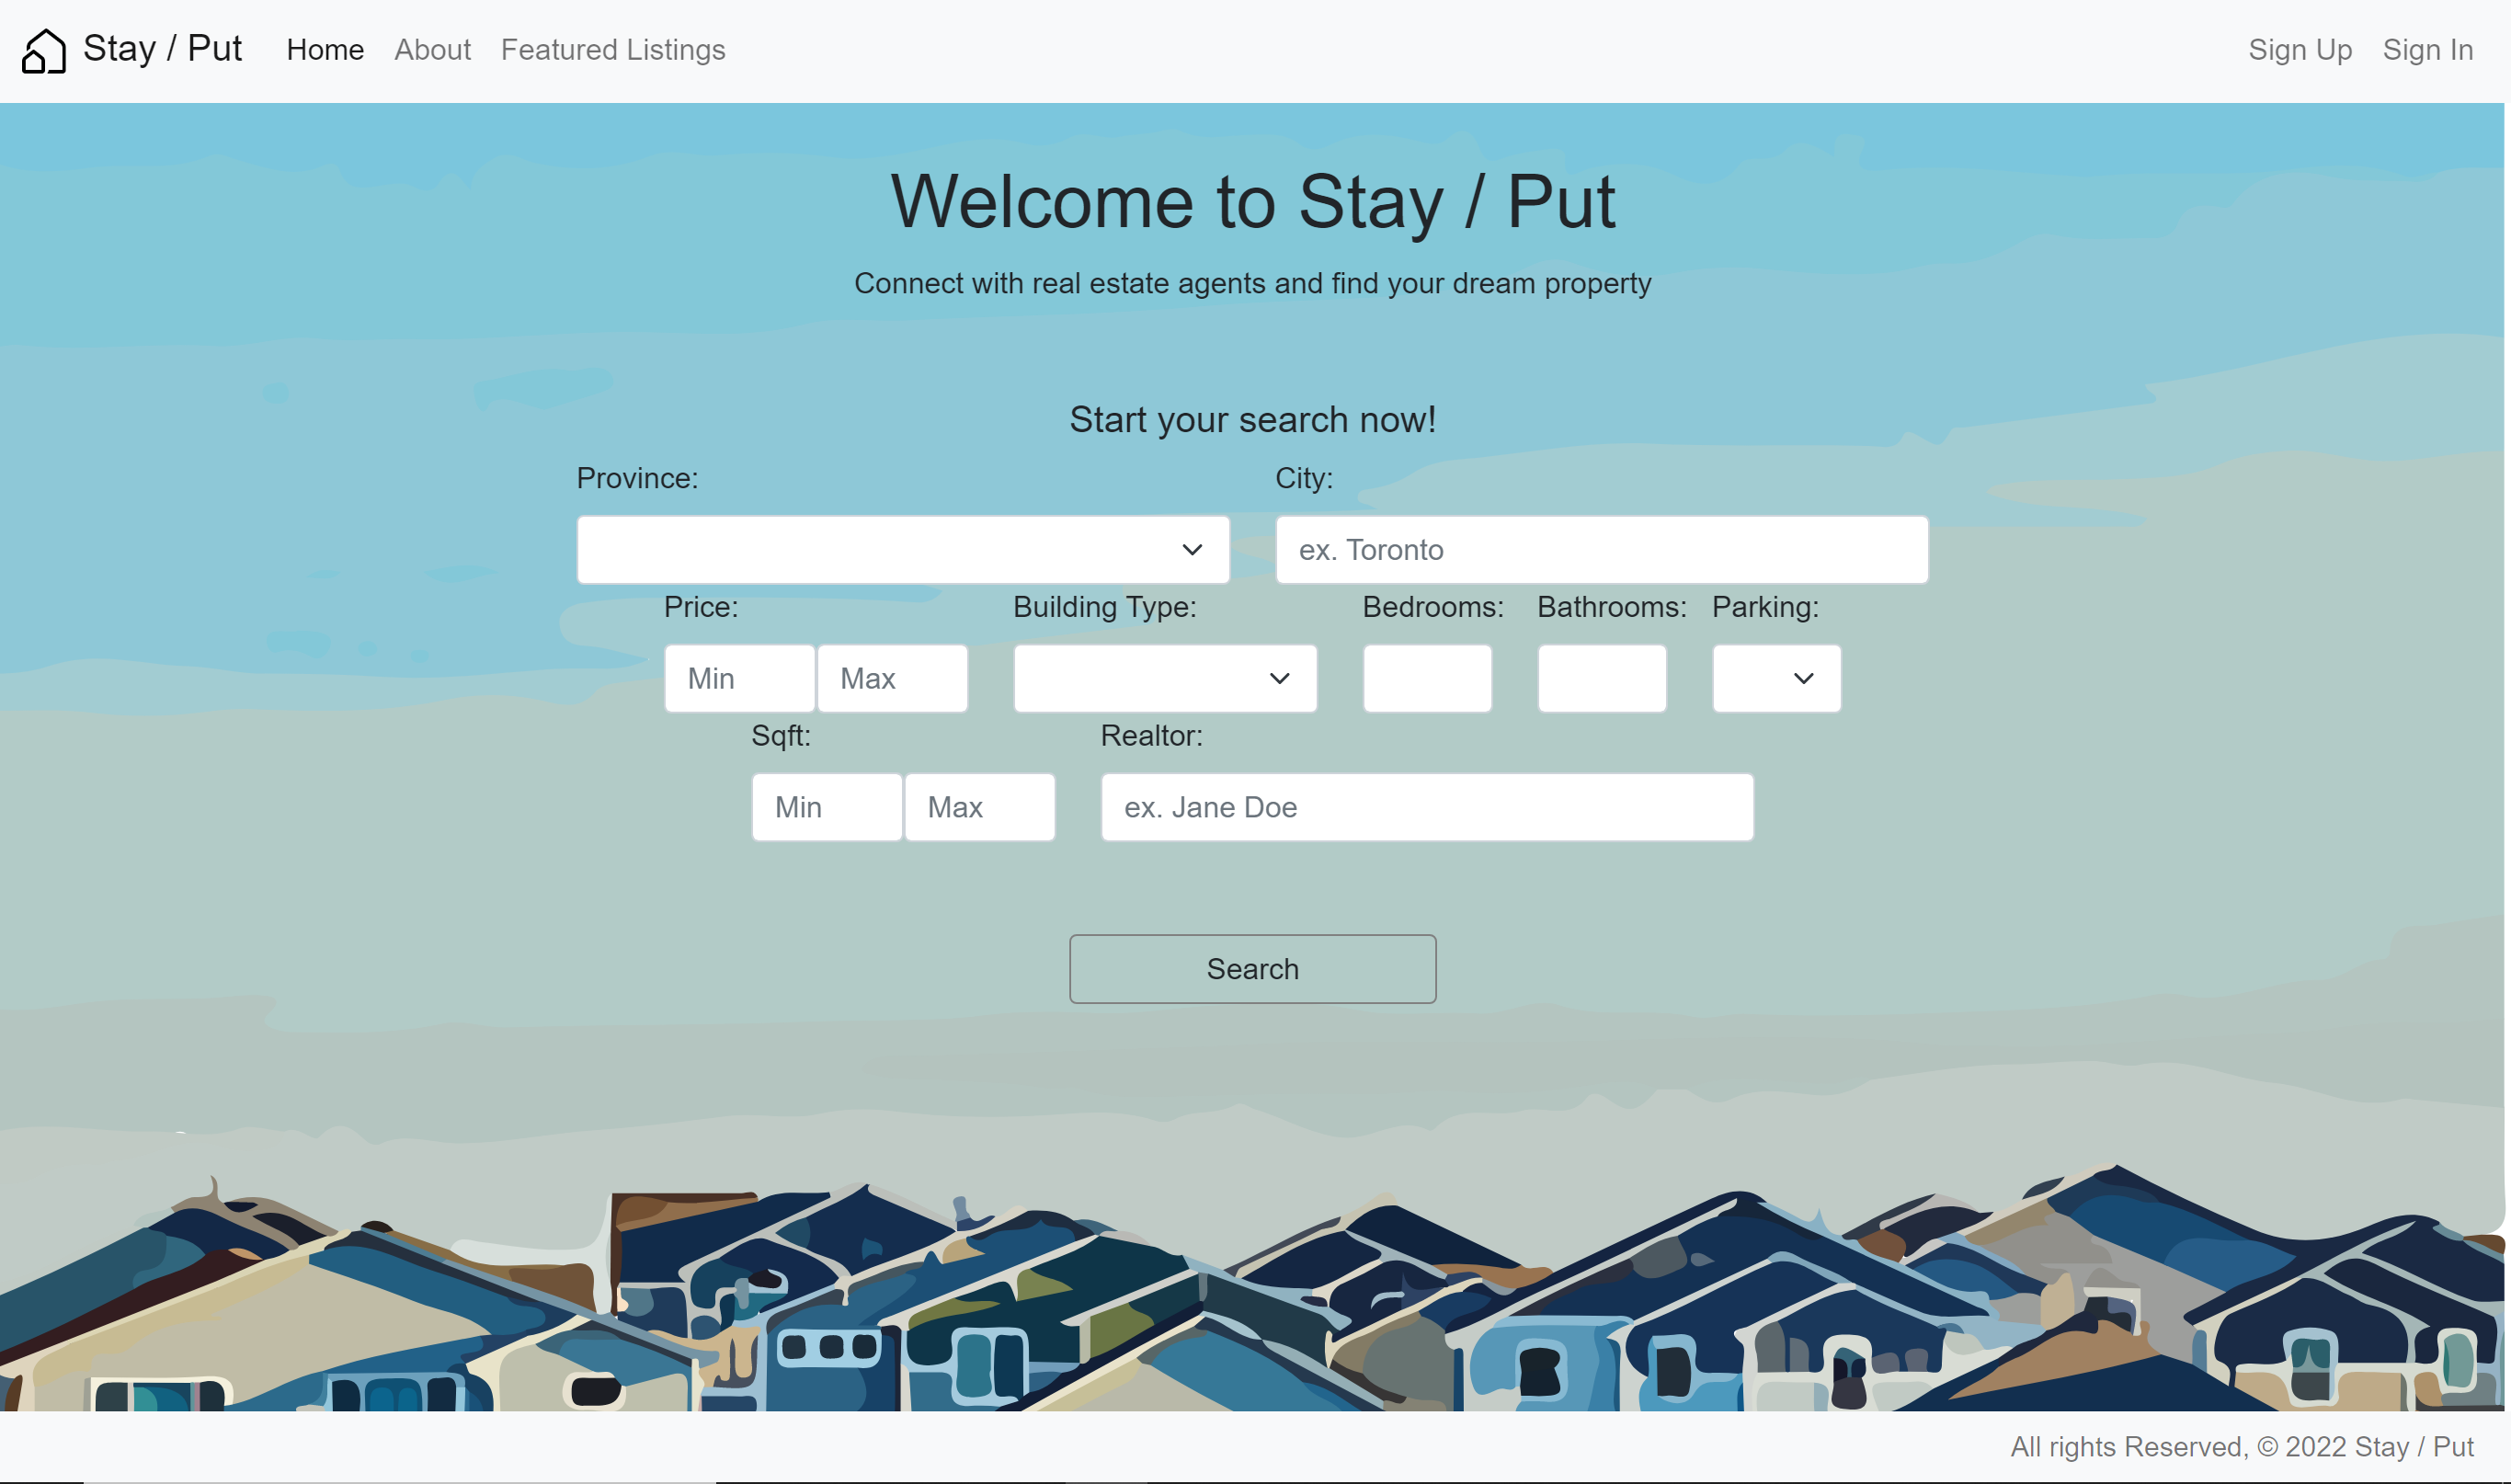 Stay / Put Home About Featured Listings Sign Up Sign In
Welcome to Stay / Put
Connect with real estate agents and find your dream property
Start your search now!
Province: City:
ex. Toronto
Price: Building Type: Bedrooms: Bathrooms: Parking:
Min Max
Sqft: Realtor:
Min Max ex. Jane Doe
Search
All rights Reserved, © 2022 Stay / Put